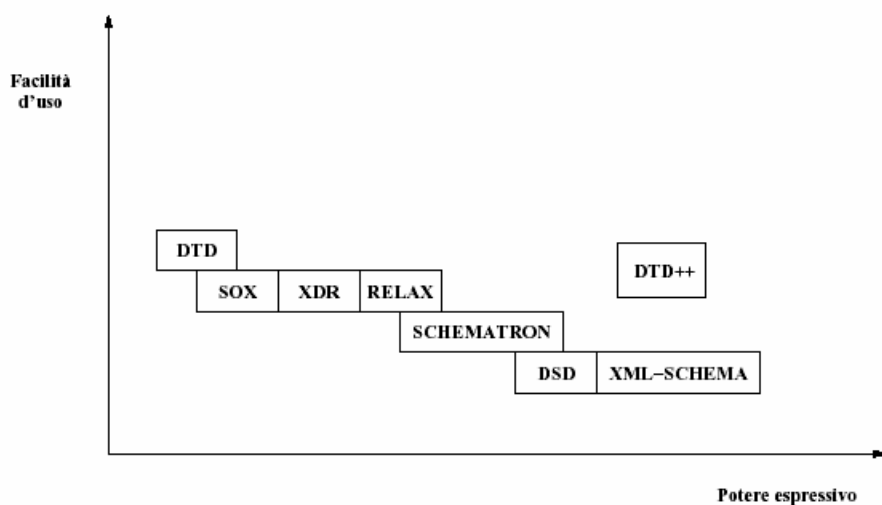 Facilità
d'uso
DTD
DTD++
SOX XDR RELAX
SCHEMATRON
DSD XML-SCHEMA
Potere espressivo